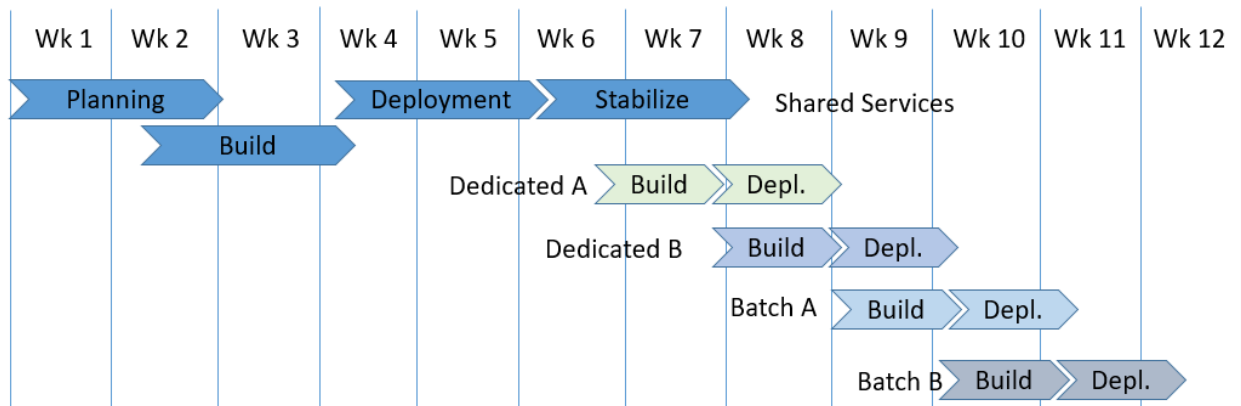 Wk 1 Wk 2 Wk 3 Wk 4 Wk 5 Wk 6 Wk 7 Wk 8 Wk 9 Wk 10 Wk 11 Wk 12
Planning Deployment Stabilize Shared Services
Build
Dedicated A Build Depl.
Dedicated B Build Depl.
Batch A Build Depl.
Batch B Build Depl.